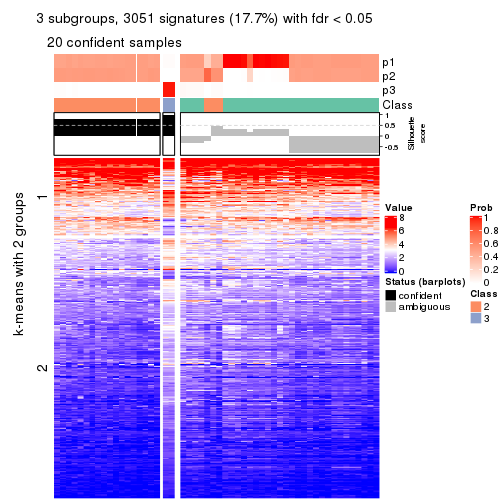 3 subgroups, 3051 signatures (17.7%) with fdr < 0.05
20 confident samples
p1
p2
p3
Class
1
0.5
0
-0.5
Silhouette
score
k-means with 2 groups
1
2
Value
8
6
4
2
0
Status (barplots)
confident
ambiguous
Prob
1
0.8
0.6
0.4
0.2
0
Class
2
3